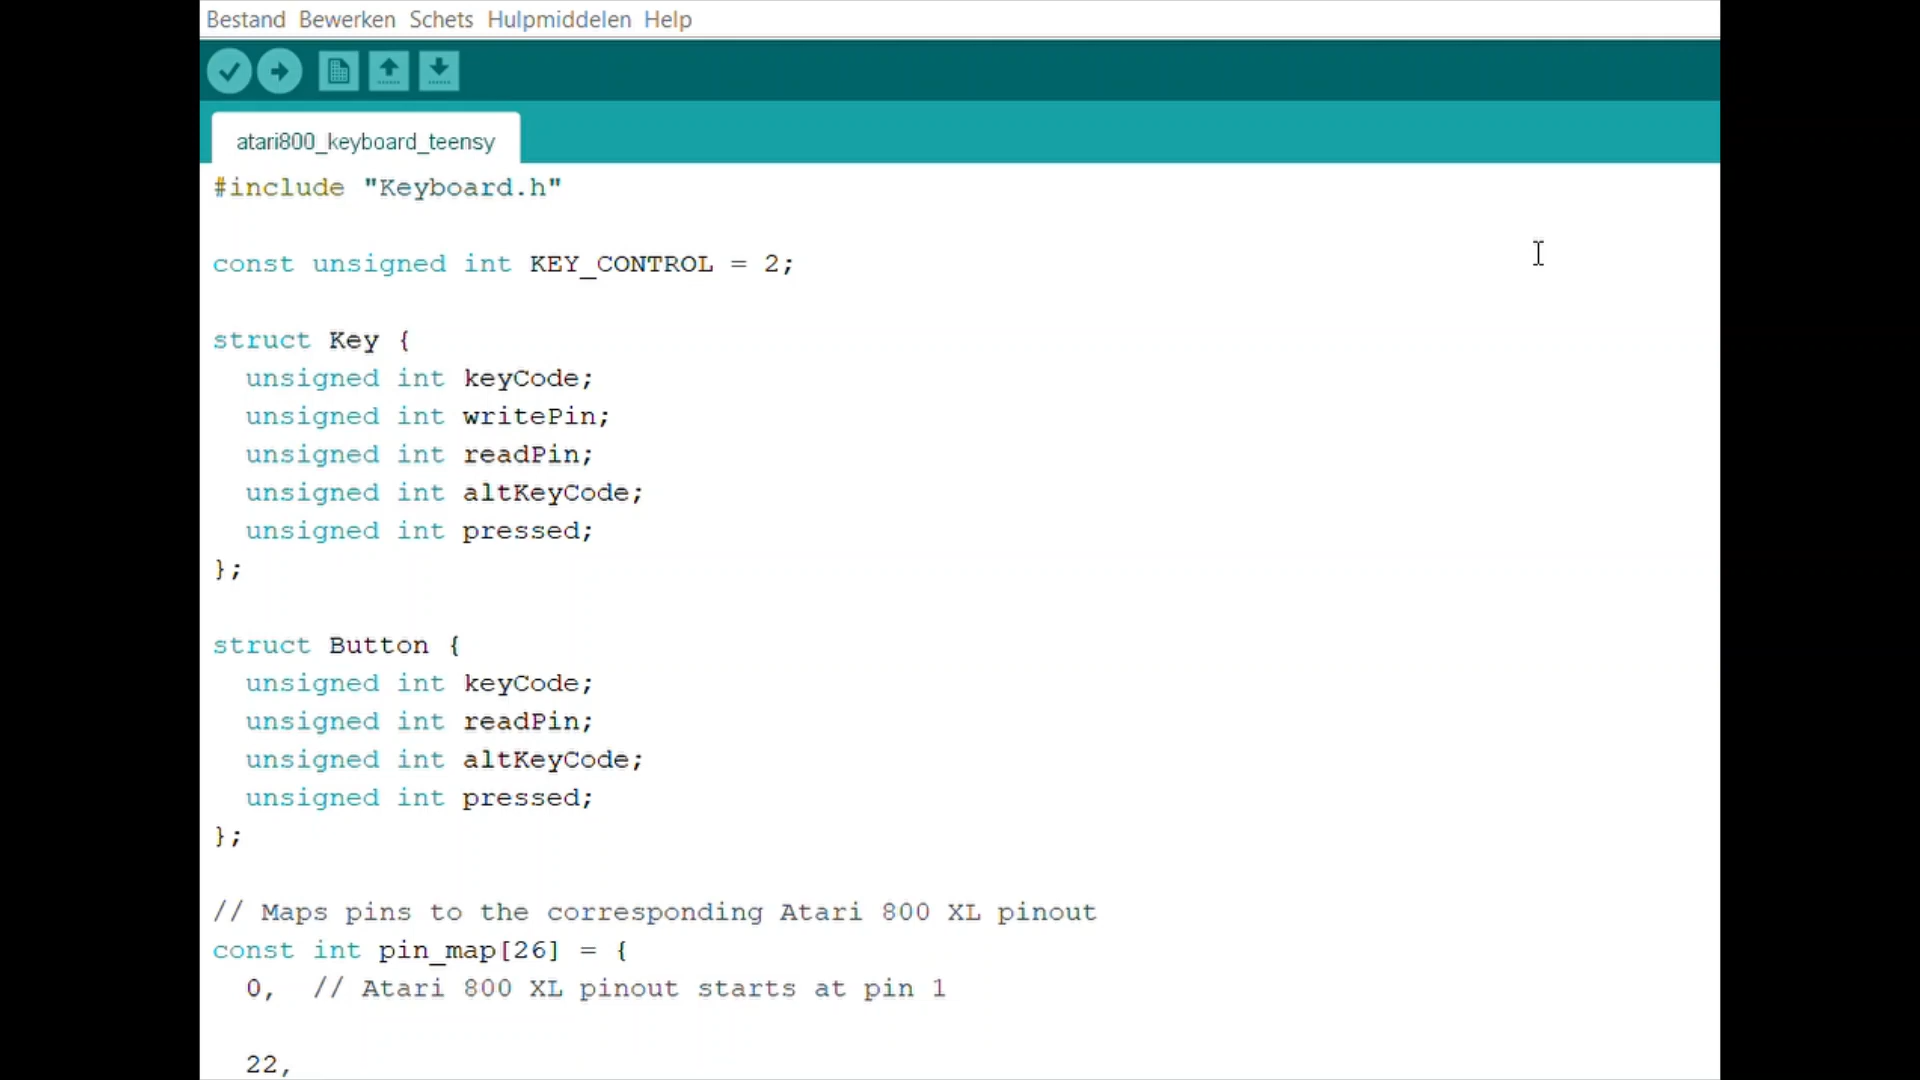 Bestand Bewerken Schets Hulpmiddelen Help
atari800_keyboard_teensy
#include "Keyboard.h"
const unsigned int KEY_CONTROL = 2;
struct Key {
unsigned int keyCode;
unsigned int writePin;
unsigned int readPin;
unsigned int altKeyCode;
unsigned int pressed;
};
struct Button {
unsigned int keyCode;
unsigned int readPin;
unsigned int altKeyCode;
unsigned int pressed;
};
// Maps pins to the corresponding Atari 800 XL pinout
const int pin_map[26] = {
0,  // Atari 800 XL pinout starts at pin 1
22,